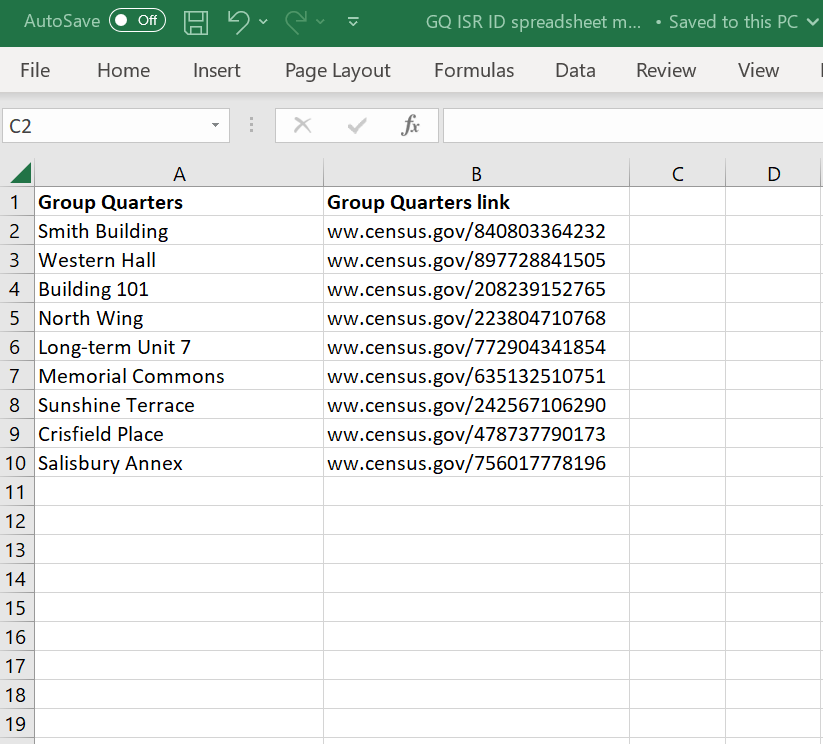 AutoSave Off GQ ISR ID spreadsheet m... • Saved to this PC
File Home Insert Page Layout Formulas Data Review View
C2 fx
A B C D
1 Group Quarters Group Quarters link
2 Smith Building ww.census.gov/840803364232
3 Western Hall ww.census.gov/897728841505
4 Building 101 ww.census.gov/208239152765
5 North Wing ww.census.gov/223804710768
6 Long-term Unit 7 ww.census.gov/772904341854
7 Memorial Commons ww.census.gov/635132510751
8 Sunshine Terrace ww.census.gov/242567106290
9 Crisfield Place ww.census.gov/478737790173
10 Salisbury Annex ww.census.gov/756017778196
11
12
13
14
15
16
17
18
19